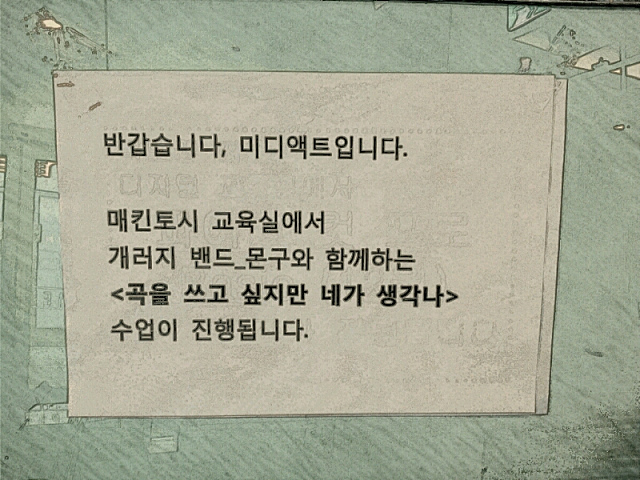 반갑습니다, 미디액트입니다.
매킨토시 교육실에서
개러지 밴드_몬구와 함께하는
<곡을 쓰고 싶지만 네가 생각나>
수업이 진행됩니다.